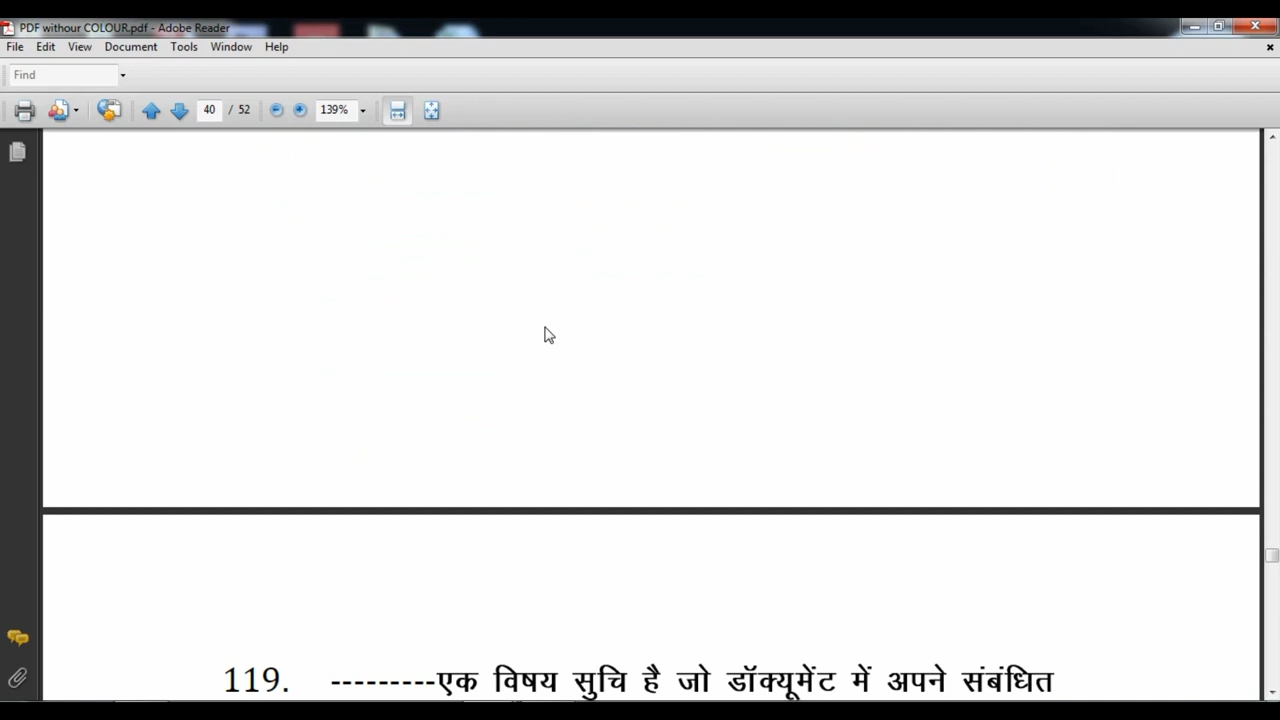 PDF withour COLOUR.pdf - Adobe Reader
File Edit View Document Tools Window Help
Find
40 / 52 139%
119. ---------एक विषय सुचि है जो डॉक्यूमेंट में अपने संबंधित